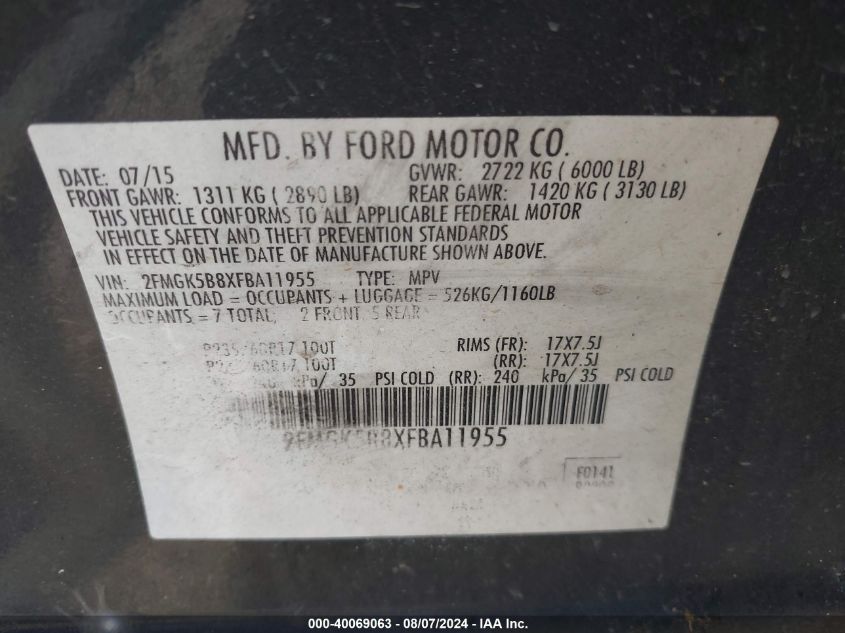 MFD. BY FORD MOTOR CO.
DATE: 07/15 GVWR: 2722 KG ( 6000 LB)
FRONT GAWR: 1311 KG ( 2890 LB) REAR GAWR: 1420 KG ( 3130 LB)
THIS VEHICLE CONFORMS TO ALL APPLICABLE FEDERAL MOTOR
VEHICLE SAFETY AND THEFT PREVENTION STANDARDS
IN EFFECT ON THE DATE OF MANUFACTURE SHOWN ABOVE.
VIN: 2FMGK5B8XFBA11955 TYPE: MPV
MAXIMUM LOAD = OCCUPANTS + LUGGAGE = 526KG/1160LB
OCCUPANTS = 7 TOTAL, 2 FRONT, 5 REAR
100T RIMS (FR): 17X7.5J
100T (RR): 17X7.5J
kPa/ 35 PSI COLD (RR): 240 kPa/ 35 PSI COLD
2FMGK5B8XFBA11955
F0141
000-40069063 - 08/07/2024 - IAA Inc.